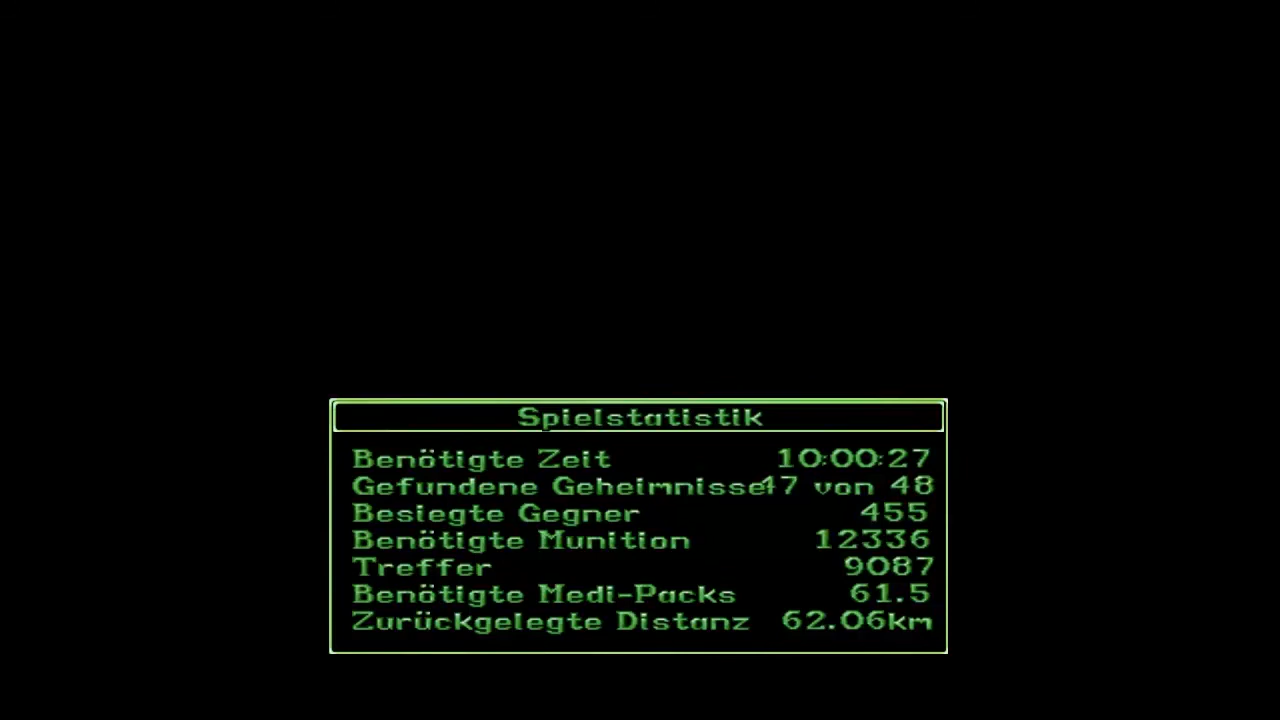 Spielstatistik
Benötigte Zeit 10:00:27
Gefundene Geheimnisse 47 von 48
Besiegte Gegner 455
Benötigte Munition 12336
Treffer 9087
Benötigte Medi-Packs 61.5
Zurückgelegte Distanz 62.06km